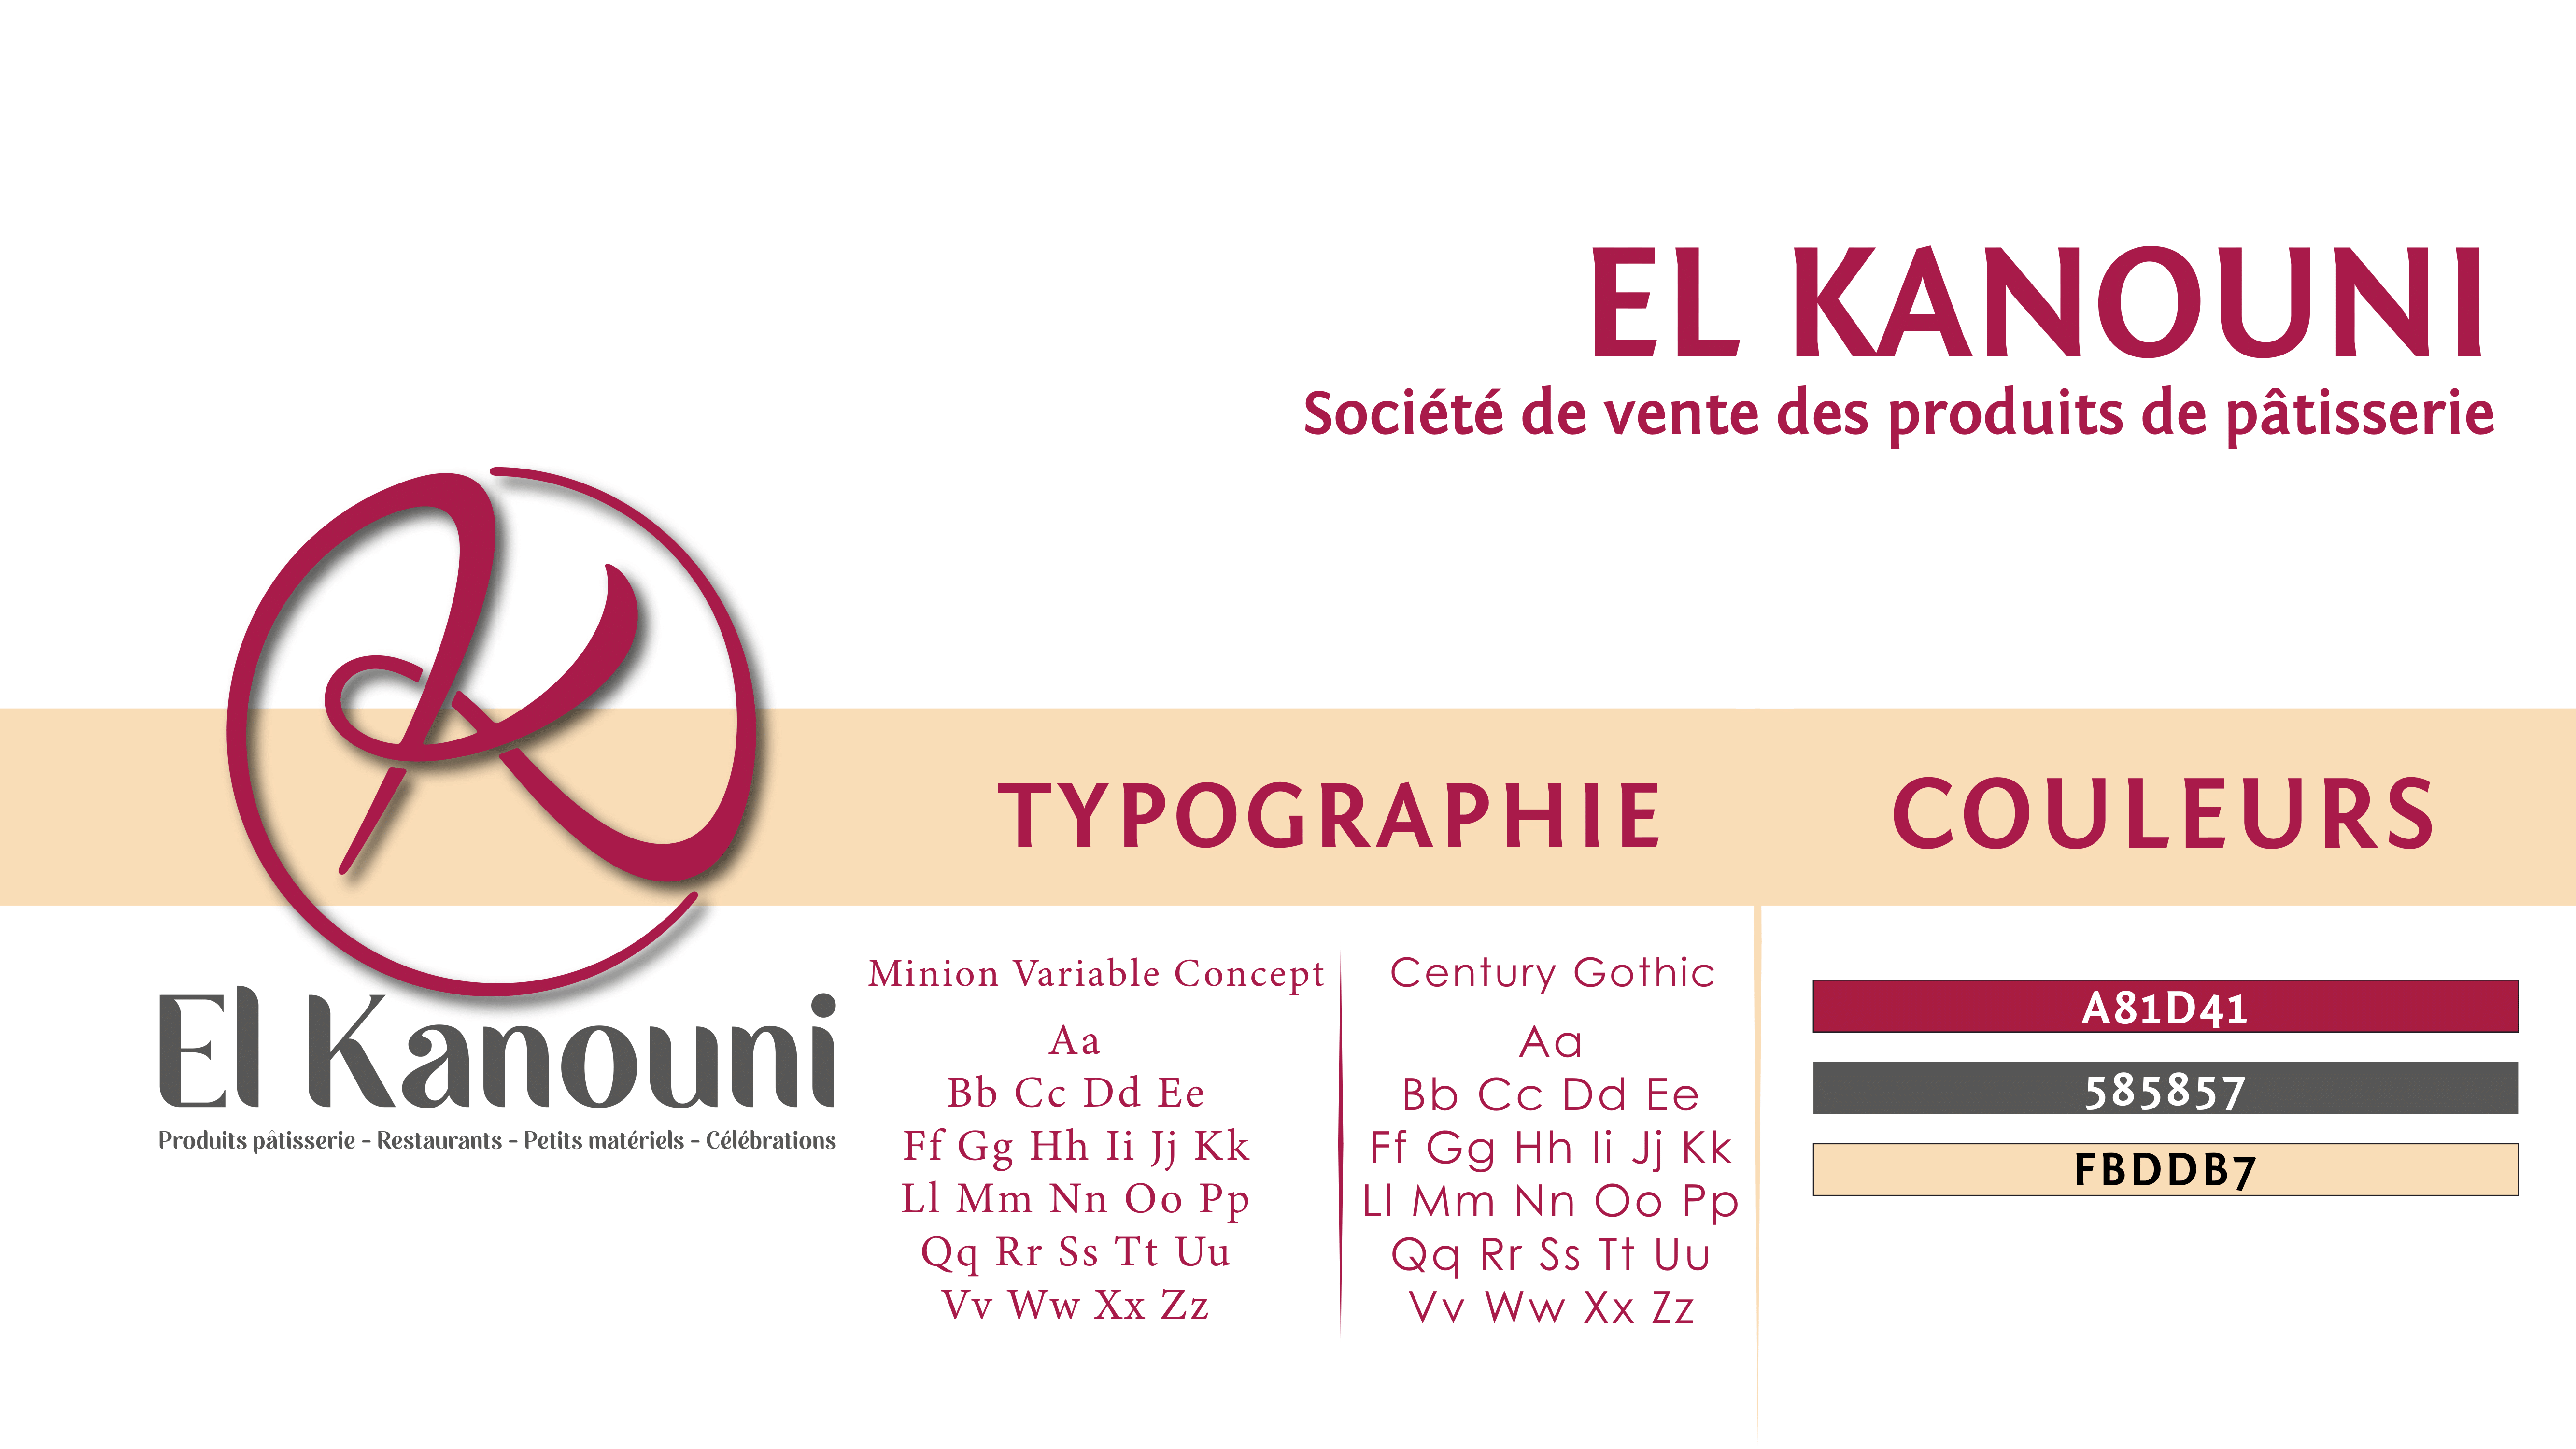 EL KANOUNI
Société de vente des produits de pâtisserie
K
El Kanouni
Produits pâtisserie - Restaurants - Petits matériels - Célébrations
TYPOGRAPHIE
Minion Variable Concept
Aa
Bb Cc Dd Ee
Ff Gg Hh Ii Jj Kk
Ll Mm Nn Oo Pp
Qq Rr Ss Tt Uu
Vv Ww Xx Zz
Century Gothic
Aa
Bb Cc Dd Ee
Ff Gg Hh Ii Jj Kk
Ll Mm Nn Oo Pp
Qq Rr Ss Tt Uu
Vv Ww Xx Zz
COULEURS
A81D41
585857
FBDDB7